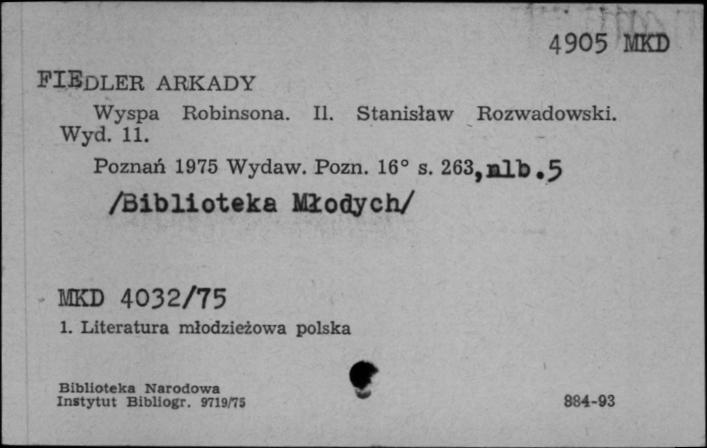 4905 MKD
FIEDLER ARKADY
Wyspa Robinsona. Il. Stanisław Rozwadowski.
Wyd. 11.
Poznań 1975 Wydaw. Pozn. 16° s. 263, nlb.5
/Biblioteka Młodych/
MKD 4032/75
1. Literatura młodzieżowa polska
Biblioteka Narodowa
Instytut Bibliogr. 9719/75
884-93